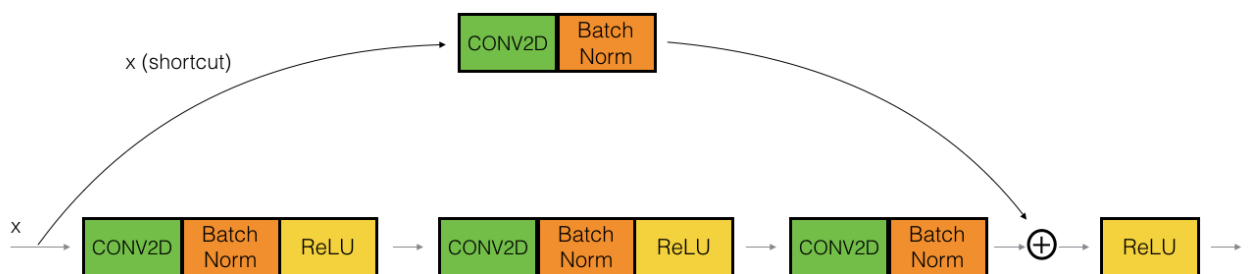 CONV2D
Batch
Norm
x (shortcut)
x
CONV2D
Batch
Norm
ReLU
CONV2D
Batch
Norm
ReLU
CONV2D
Batch
Norm
ReLU